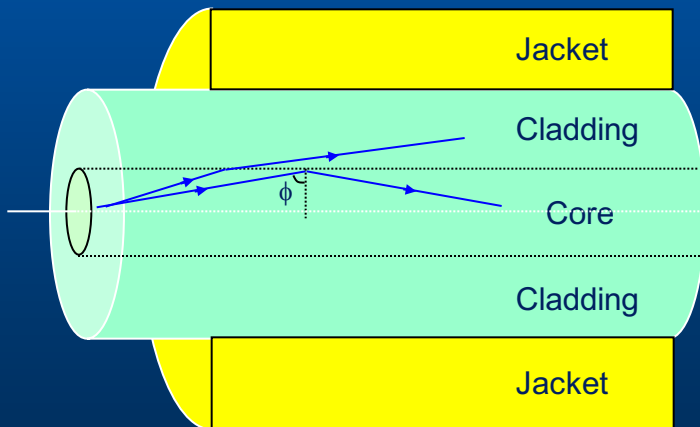 Jacket
Cladding
ϕ
Core
Cladding
Jacket